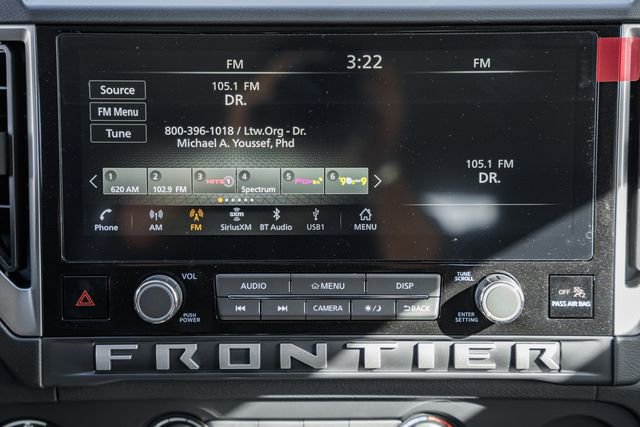 FM 3:22 FM
Source
FM Menu
Tune
105.1 FM
DR.
800-396-1018 / Ltw.Org - Dr.
Michael A. Youssef, Phd
105.1 FM
DR.
1 2 3 4 5 6
620 AM 102.9 FM HITS 1 Spectrum
Phone AM FM SiriusXM BT Audio USB1 MENU
sxm
VOL
PUSH
POWER
AUDIO MENU DISP
CAMERA BACK
TUNE
SCROLL
ENTER
SETTING
OFF
PASS AIR BAG
FRONTIER